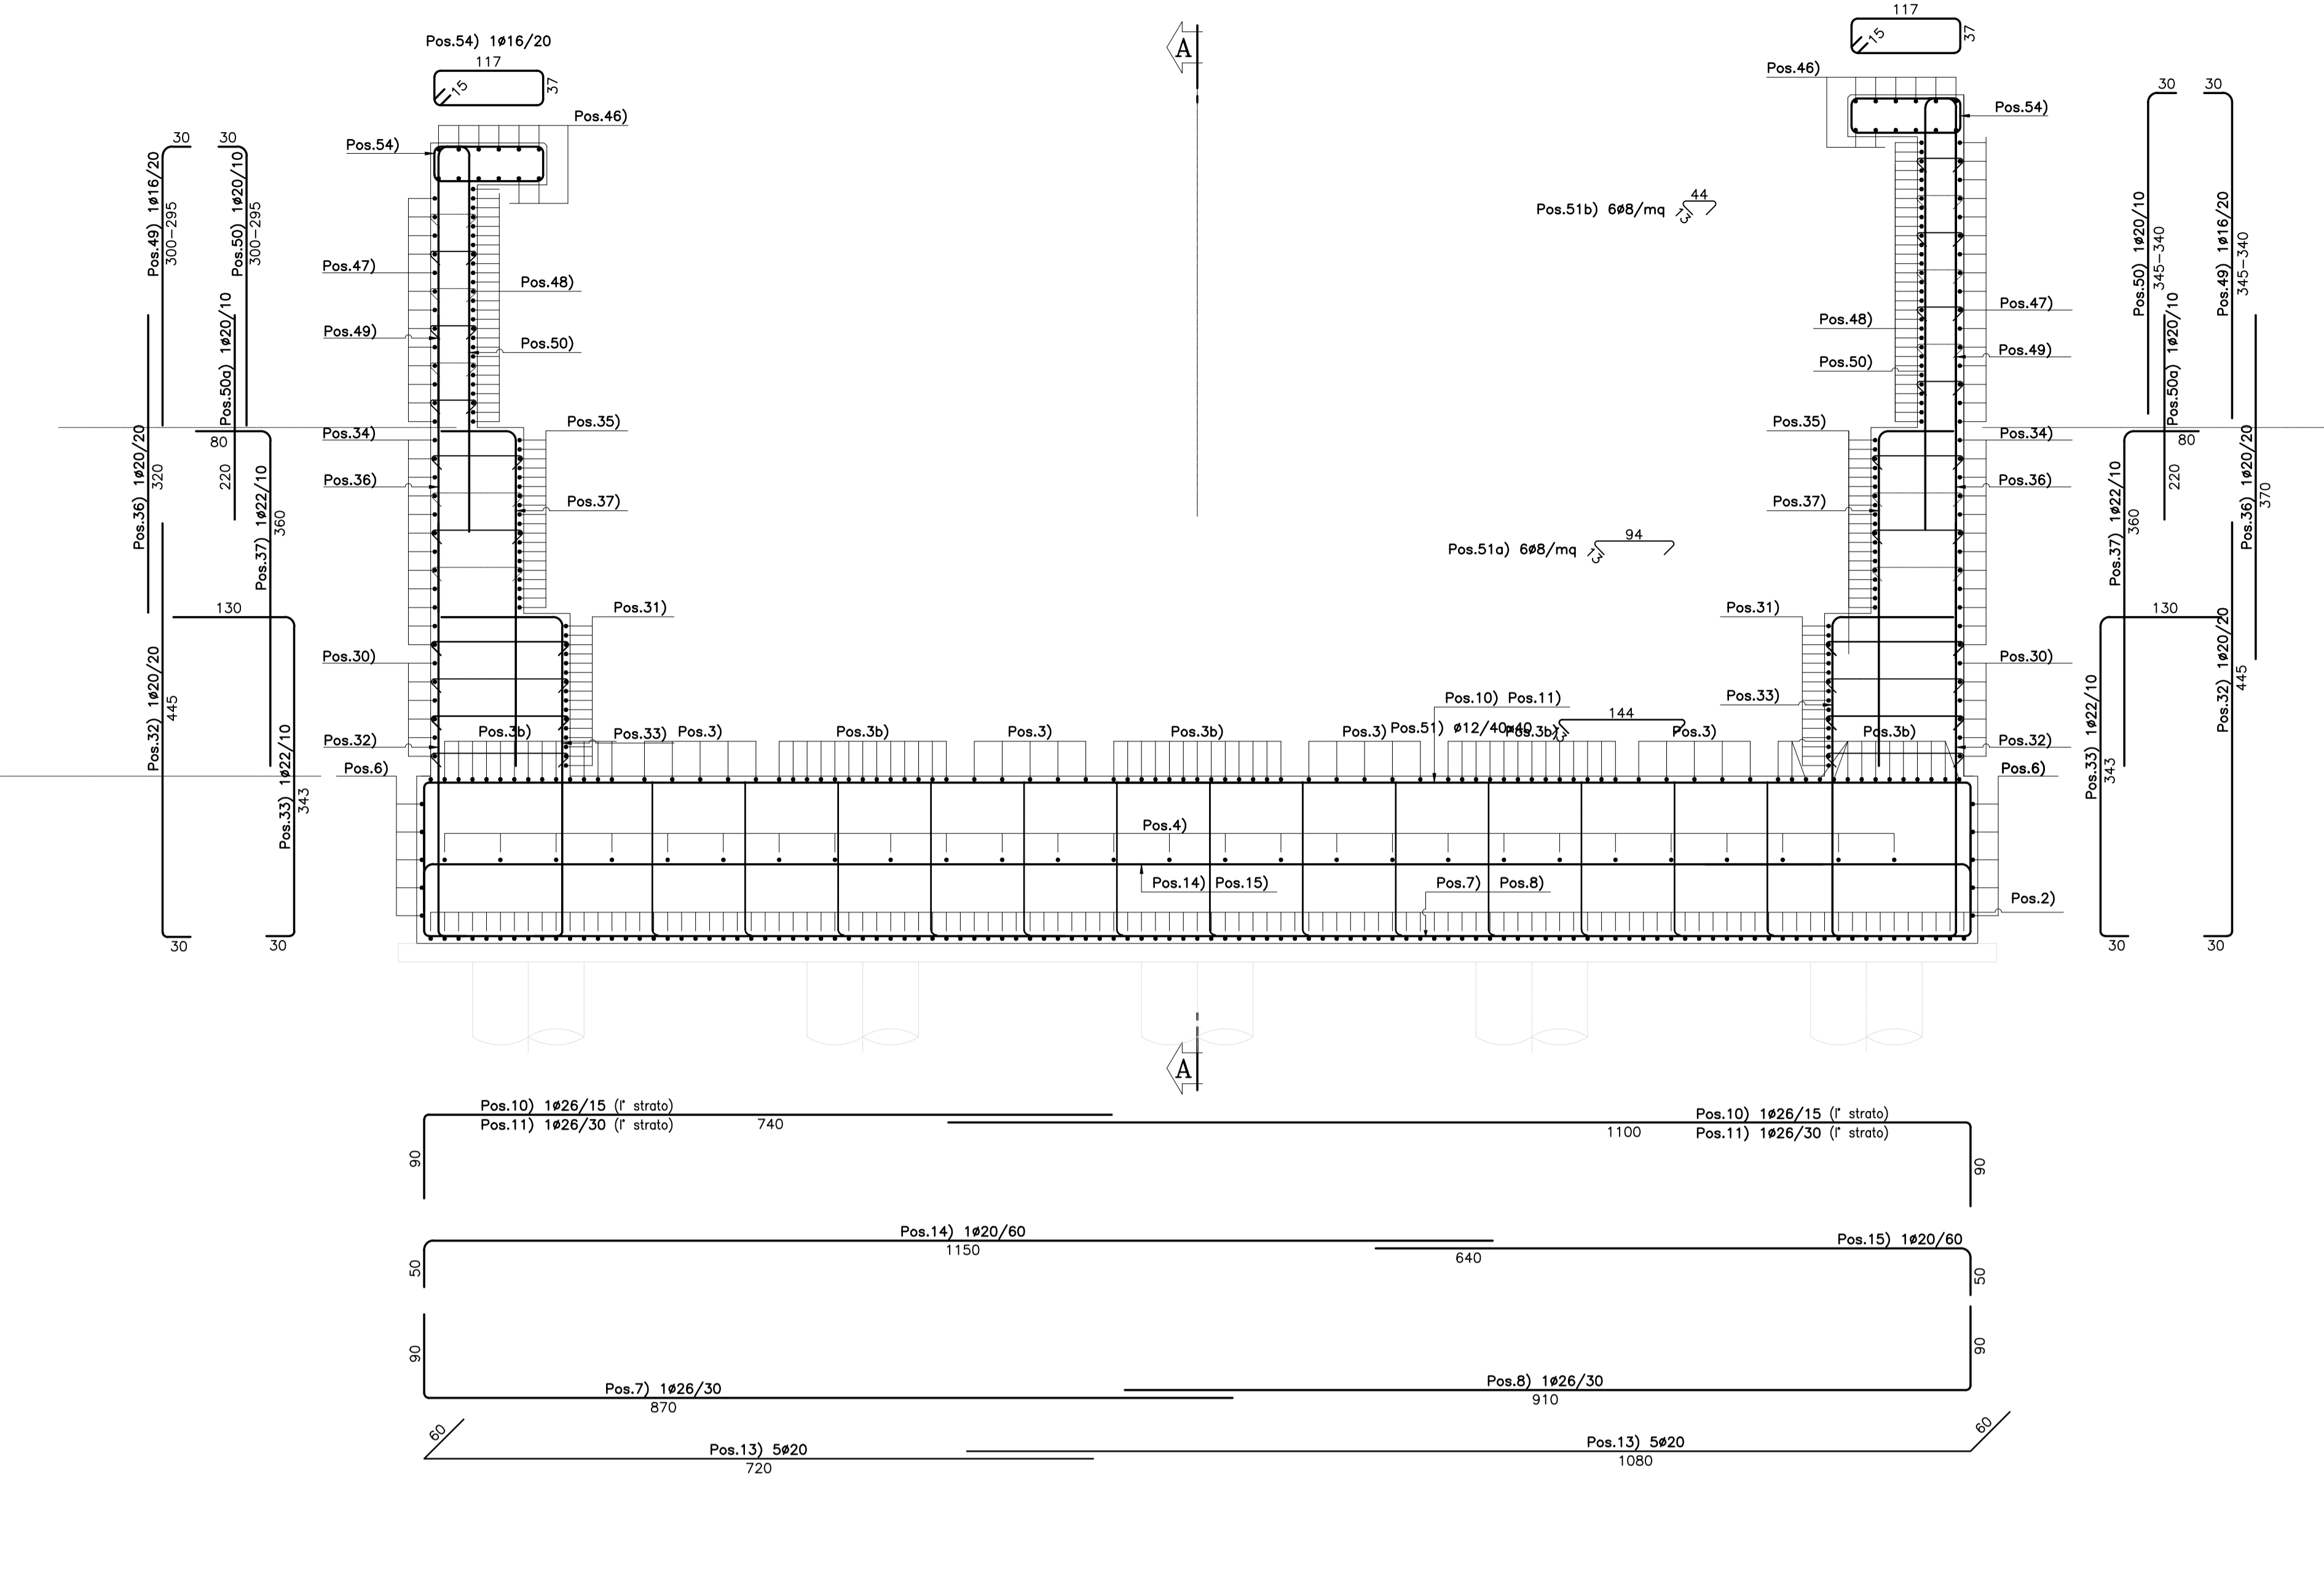 117
37
15
Pos.54) 1ø16/20
117
37
15
A
Pos.46)
Pos.54)
Pos.46)
Pos.54)
30
30
30
30
Pos.49) 1ø16/20
300-295
Pos.50) 1ø20/10
300-295
Pos.50) 1ø20/10
345-340
Pos.49) 1ø16/20
345-340
Pos.51b) 6ø8/mq
44
13
Pos.47)
Pos.48)
Pos.49)
Pos.50)
Pos.47)
Pos.48)
Pos.49)
Pos.50)
Pos.50a) 1ø20/10
220
Pos.50a) 1ø20/10
220
Pos.36) 1ø20/20
320
80
Pos.37) 1ø22/10
360
Pos.34)
Pos.35)
Pos.36)
Pos.37)
Pos.35)
Pos.34)
Pos.36)
Pos.37)
80
Pos.37) 1ø22/10
360
Pos.36) 1ø20/20
370
Pos.51a) 6ø8/mq
94
13
130
Pos.32) 1ø20/20
445
Pos.33) 1ø22/10
343
30
30
Pos.31)
Pos.30)
Pos.31)
Pos.30)
130
Pos.33) 1ø22/10
343
Pos.32) 1ø20/20
445
30
30
Pos.10) Pos.11)
Pos.33)
Pos.51) ø12/40x40
144
13
Pos.32)
Pos.3b)
Pos.33)
Pos.3)
Pos.3b)
Pos.3)
Pos.3b)
Pos.3)
Pos.3b)
Pos.3)
Pos.3b)
Pos.32)
Pos.6)
Pos.6)
Pos.4)
Pos.14) Pos.15)
Pos.7) Pos.8)
Pos.2)
A
Pos.10) 1ø26/15 (I° strato)
Pos.11) 1ø26/30 (I° strato)
740
90
Pos.10) 1ø26/15 (I° strato)
Pos.11) 1ø26/30 (I° strato)
1100
90
Pos.14) 1ø20/60
1150
50
Pos.15) 1ø20/60
640
50
90
Pos.7) 1ø26/30
870
Pos.8) 1ø26/30
910
90
60
Pos.13) 5ø20
720
Pos.13) 5ø20
1080
60